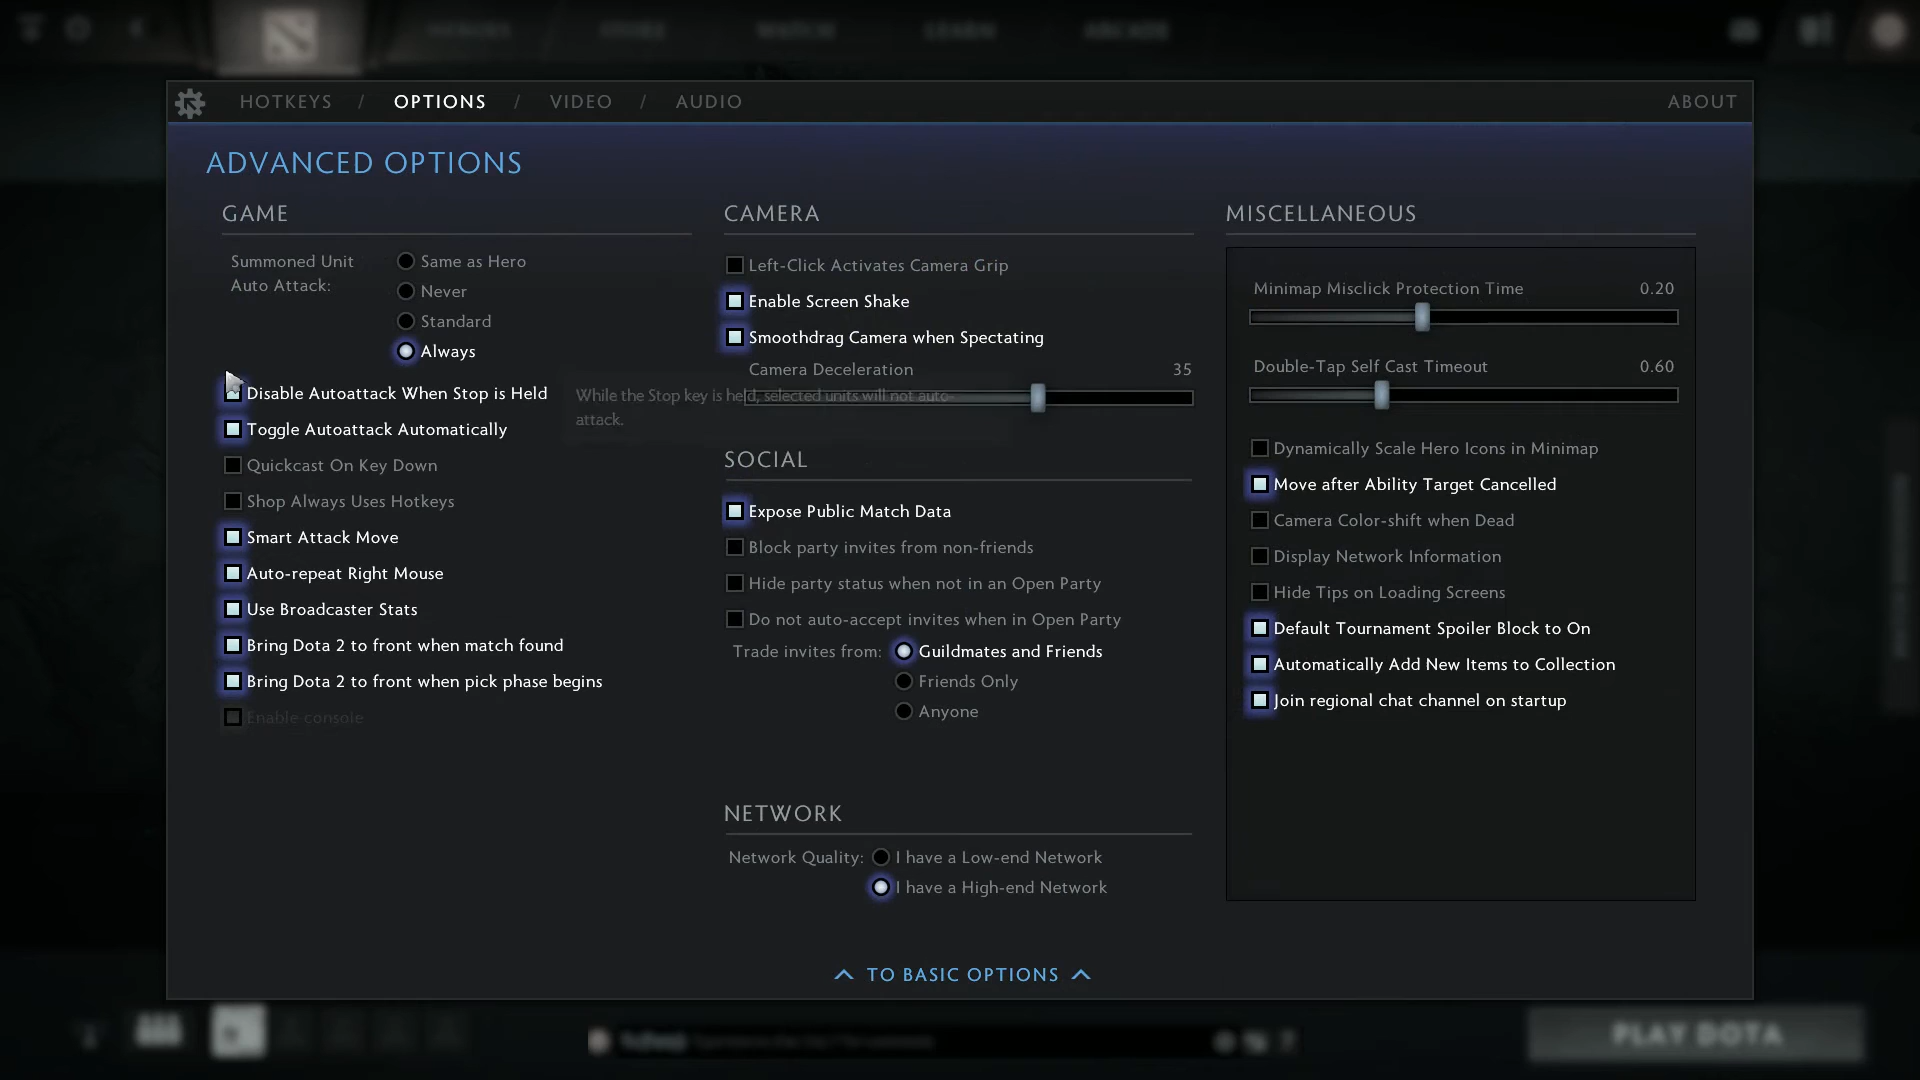 HEROES STORE WATCH LEARN ARCADE
HOTKEYS / OPTIONS / VIDEO / AUDIO
ABOUT
ADVANCED OPTIONS
GAME
Summoned Unit
Auto Attack:
Same as Hero
Never
Standard
Always
Disable Autoattack When Stop is Held
Toggle Autoattack Automatically
Quickcast On Key Down
Shop Always Uses Hotkeys
Smart Attack Move
Auto-repeat Right Mouse
Use Broadcaster Stats
Bring Dota 2 to front when match found
Bring Dota 2 to front when pick phase begins
Enable console
While the Stop key is held, selected units will not auto-
attack.
CAMERA
Left-Click Activates Camera Grip
Enable Screen Shake
Smoothdrag Camera when Spectating
Camera Deceleration 35
SOCIAL
Expose Public Match Data
Block party invites from non-friends
Hide party status when not in an Open Party
Do not auto-accept invites when in Open Party
Trade invites from: Guildmates and Friends
Friends Only
Anyone
NETWORK
Network Quality: I have a Low-end Network
I have a High-end Network
MISCELLANEOUS
Minimap Misclick Protection Time 0.20
Double-Tap Self Cast Timeout 0.60
Dynamically Scale Hero Icons in Minimap
Move after Ability Target Cancelled
Camera Color-shift when Dead
Display Network Information
Hide Tips on Loading Screens
Default Tournament Spoiler Block to On
Automatically Add New Items to Collection
Join regional chat channel on startup
TO BASIC OPTIONS
PLAY DOTA